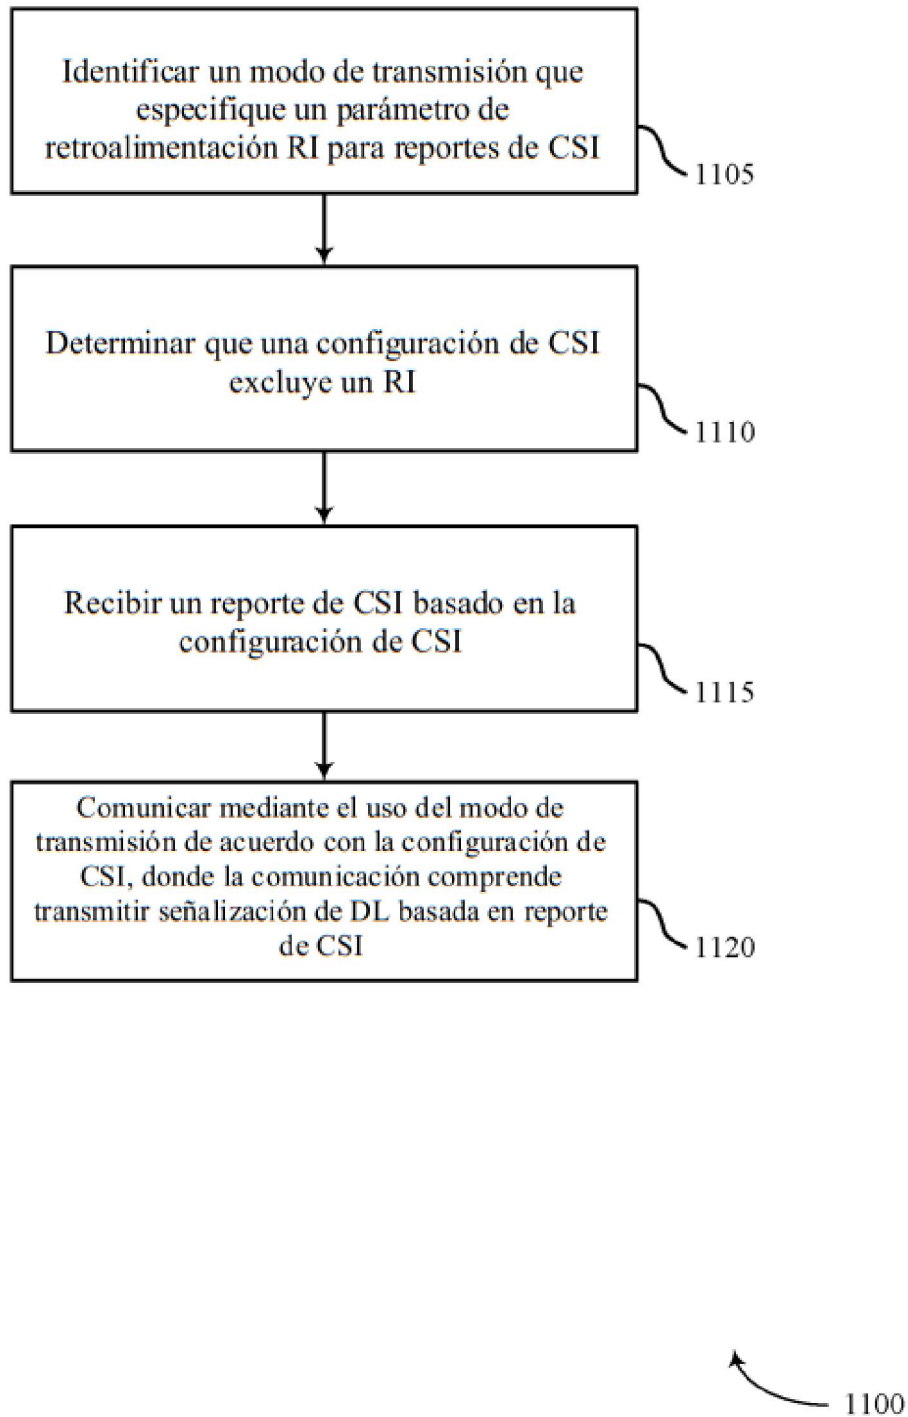 Identificar un modo de transmisión que
especifique un parámetro de
retroalimentación RI para reportes de CSI
1105
Determinar que una configuración de CSI
excluye un RI
1110
Recibir un reporte de CSI basado en la
configuración de CSI
1115
Comunicar mediante el uso del modo de
transmisión de acuerdo con la configuración de
CSI, donde la comunicación comprende
transmitir señalización de DL basada en reporte
de CSI
1120
1100